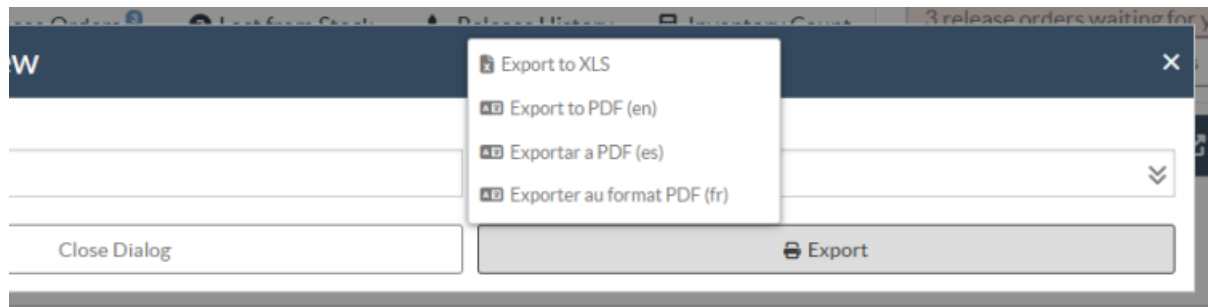 3 release orders waiting for
ew
Export to XLS
Export to PDF (en)
Exportar a PDF (es)
Exporter au format PDF (fr)
Close Dialog
Export